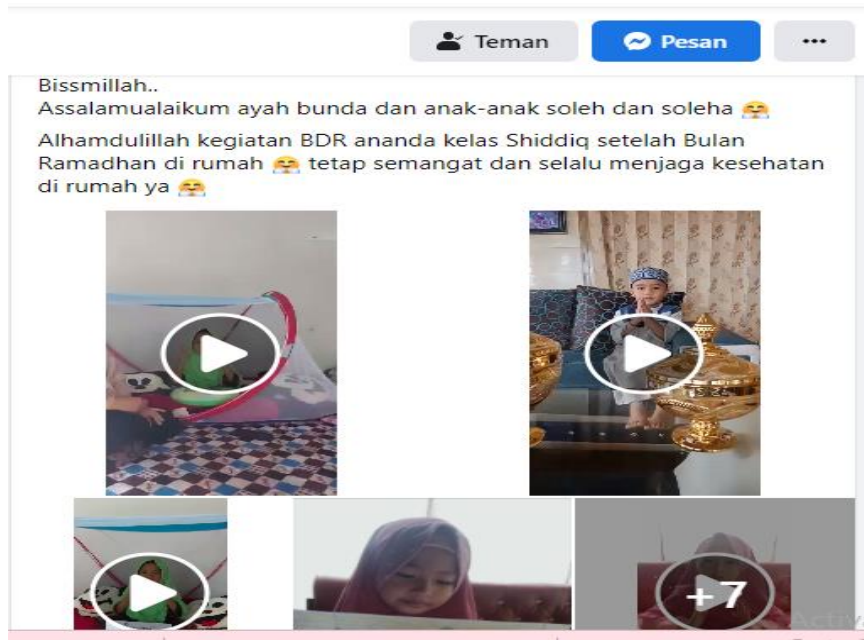 Teman
Pesan
Bissmillah..
Assalamualaikum ayah bunda dan anak-anak soleh dan soleha 🤗
Alhamdulillah kegiatan BDR ananda kelas Shiddiq setelah Bulan
Ramadhan di rumah 🤗 tetap semangat dan selalu menjaga kesehatan
di rumah ya 🤗
+7